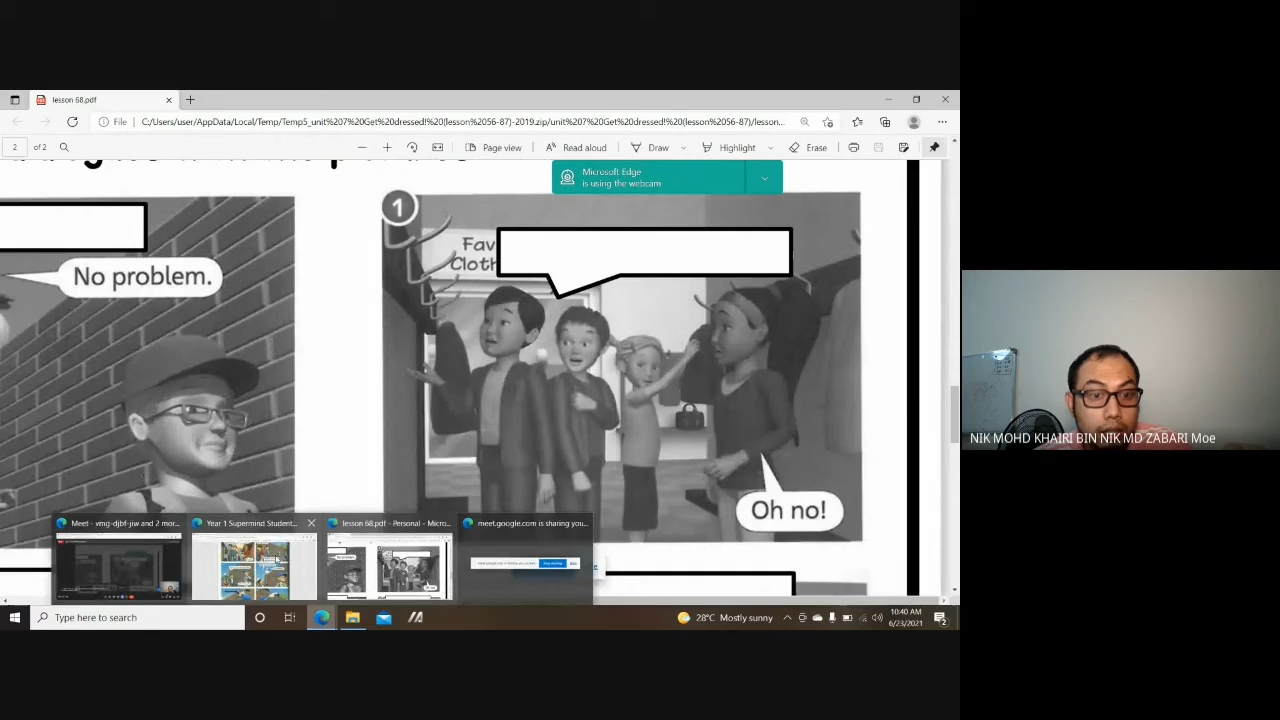 lesson 68.pdf
File
C:/Users/user/AppData/Local/Temp/Temp5_unit%207%20Get%20dressed!%20(lesson%2056-87)-2019.zip/unit%207%20Get%20dressed!%20(lesson%2056-87)/lesson...
2 of 2
Page view
Read aloud
Draw
Highlight
Erase
Microsoft Edge
is using the webcam
1
Fav
Cloth
No problem.
Oh no!
NIK MOHD KHAIRI BIN NIK MD ZABARI Moe
Meet - vmg-djbf-jiw and 2 mor...
Year 1 Supermind Student...
lesson 68.pdf - Personal - Micro...
meet.google.com is sharing you...
Type here to search
28°C Mostly sunny
10:40 AM
6/23/2021
2